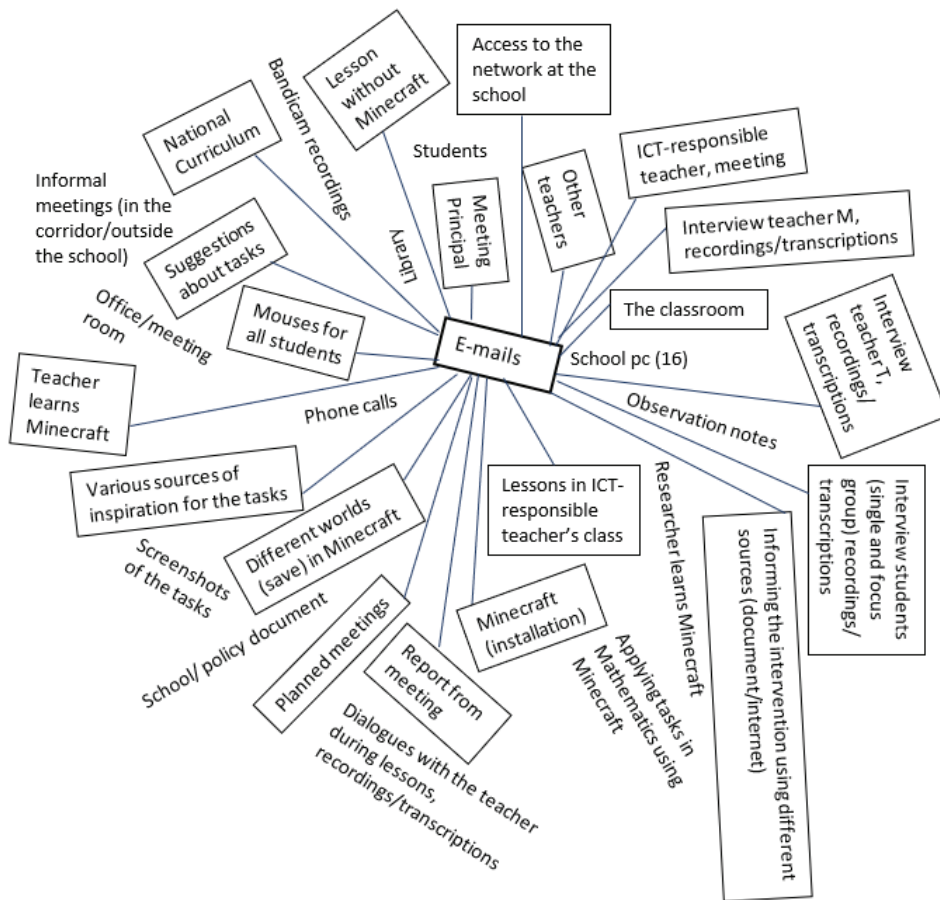 Access to the
network at the
school
Lesson
without
Minecraft
Bandicam recordings
National
Curriculum
Students
ICT-responsible
teacher, meeting
Other
teachers
Meeting
Principal
Informal
meetings (in the
corridor/outside
the school)
Interview teacher M,
recordings/transcriptions
Library
Suggestions
about tasks
Office/meeting
room
Mouses for
all students
The classroom
E-mails
School pc (16)
Interview
teacher T,
recordings/
transcriptions
Teacher
learns
Minecraft
Phone calls
Observation notes
Various sources of
inspiration for the tasks
Lessons in ICT-
responsible
teacher's class
Researcher learns Minecraft
Interview students
(single and focus
group) recordings/
transcriptions
Different worlds
(save) in Minecraft
Screenshots
of the tasks
Informing the intervention using different
sources (document/internet)
School/ policy document
Planned meetings
Minecraft
(installation)
Report from
meeting
Applying tasks in
Mathematics using
Minecraft
Dialogues with the teacher
during lessons,
recordings/transcriptions